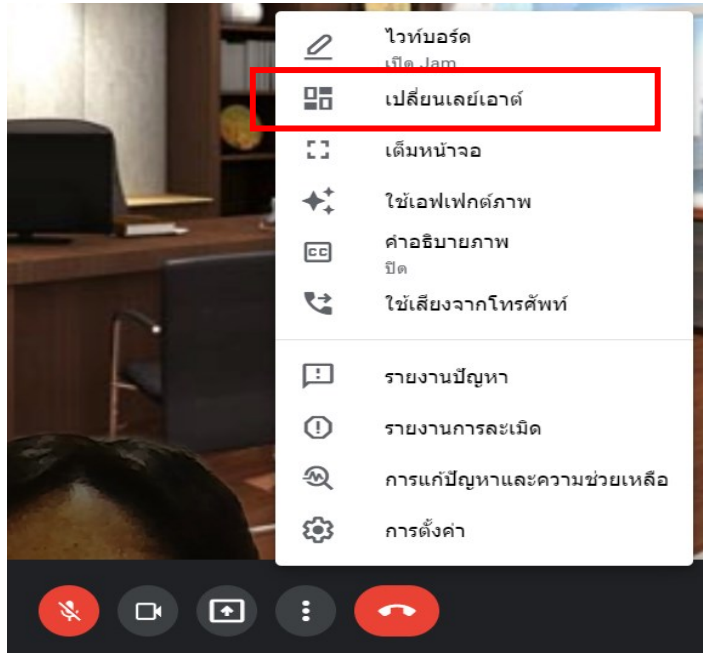 ไวท์บอร์ด
เปิด Jam
เปลี่ยนเลย์เอาต์
เต็มหน้าจอ
ใช้เอฟเฟกต์ภาพ
CC
คำอธิบายภาพ
ปิด
ใช้เสียงจากโทรศัพท์
รายงานปัญหา
รายงานการละเมิด
การแก้ปัญหาและความช่วยเหลือ
การตั้งค่า